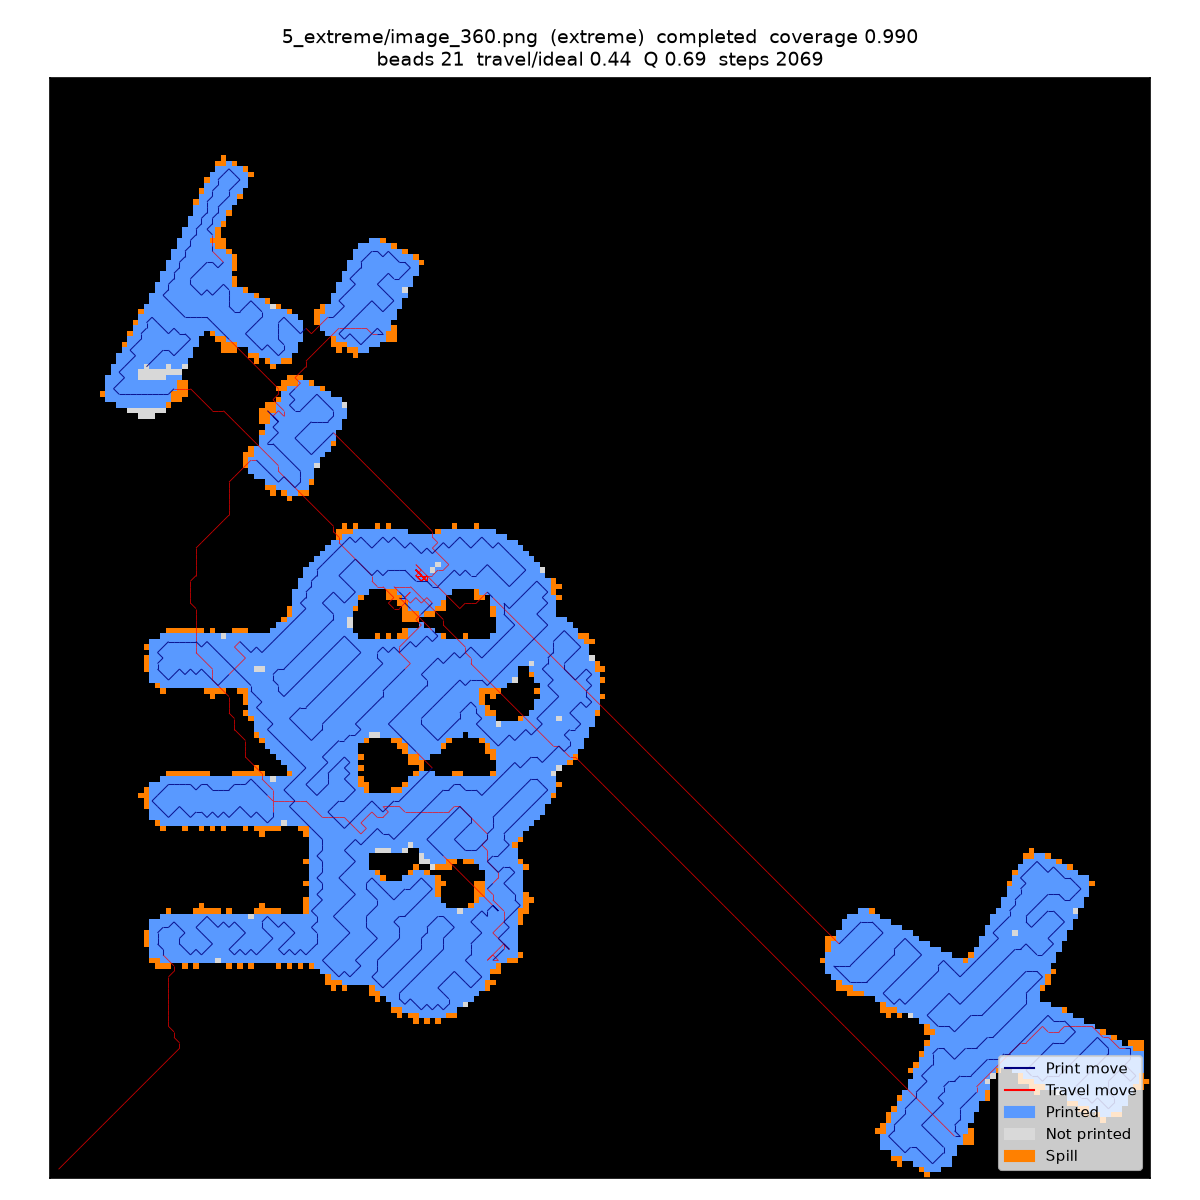 5_extreme/image_360.png  (extreme)  completed  coverage 0.990
beads 21  travel/ideal 0.44  Q 0.69  steps 2069
Print move
Travel move
Printed
Not printed
Spill